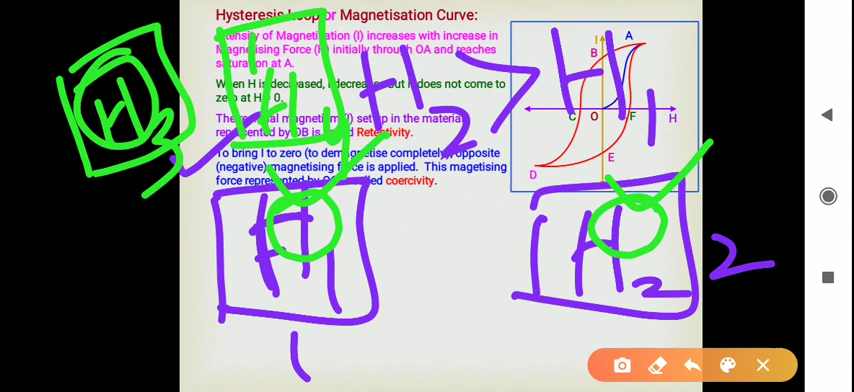 Hysteresis Loop or Magnetisation Curve:
Intensity of Magnetisation (I) increases with increase in
Magnetising Force (H) initially through OA and reaches
saturation at A.
When H is decreased, I decreases but it does not come to
zero at H = 0.
The residual magnetism (I) set up in the material
represented by OB is called Retentivity.
To bring I to zero (to demagnetise completely), opposite
(negative) magnetising force is applied. This magetising
force represented by OC is called coercivity.
I
A
B
C
O
F
H
E
D
H2 > H1
H2
H1
H
1
H2
2